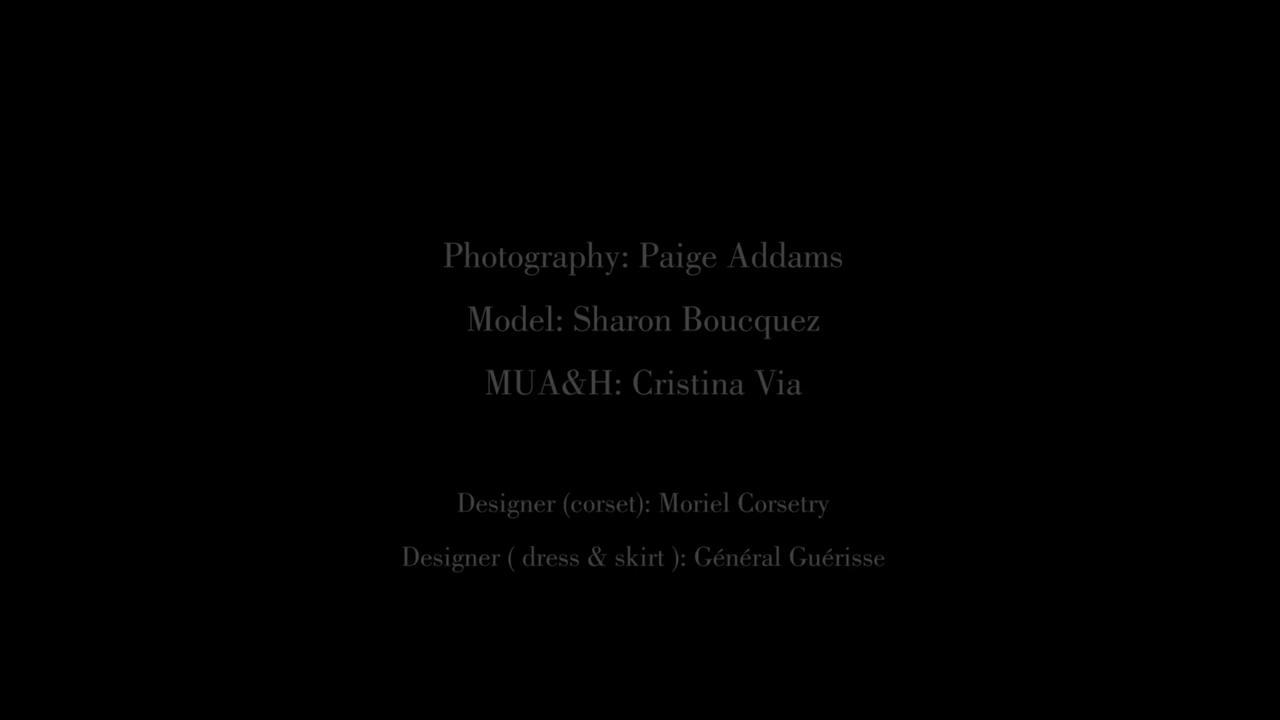 Photography: Paige Addams
Model: Sharon Boucquez
MUA&H: Cristina Via
Designer (corset): Moriel Corsetry
Designer ( dress & skirt ): Général Guérisse